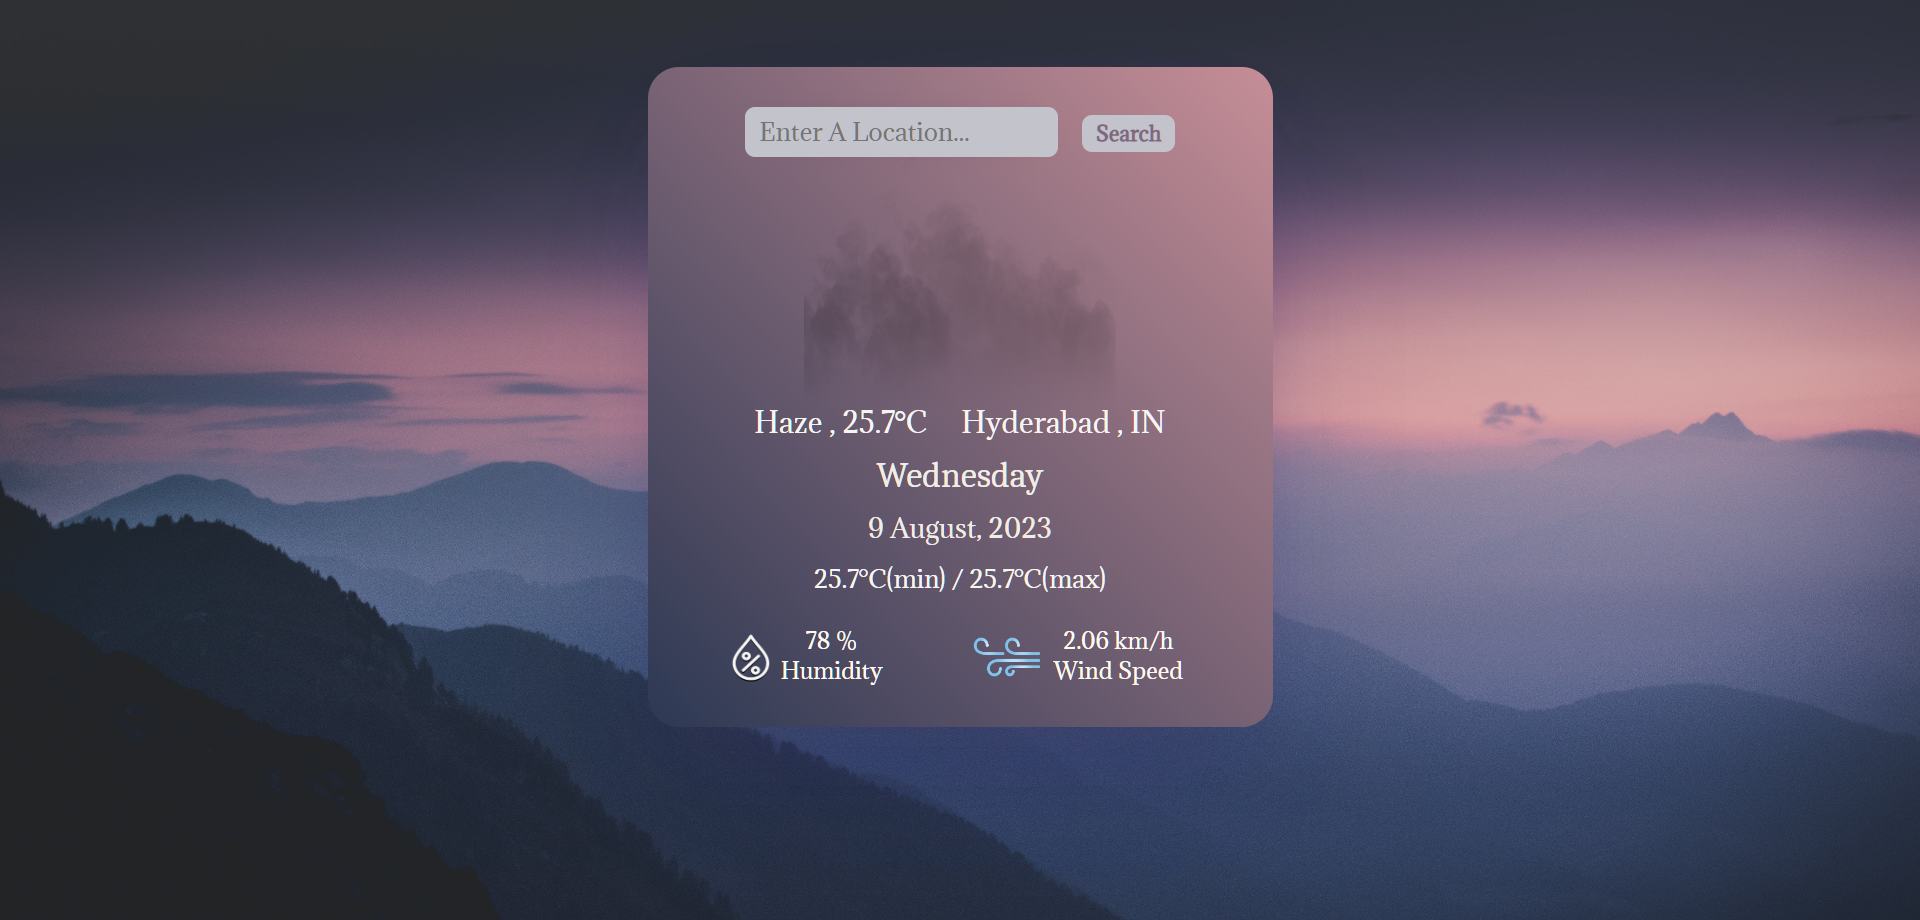 Enter A Location...
Search
Haze , 25.7°C Hyderabad , IN
Wednesday
9 August, 2023
25.7°C(min) / 25.7°C(max)
78 %
Humidity
2.06 km/h
Wind Speed